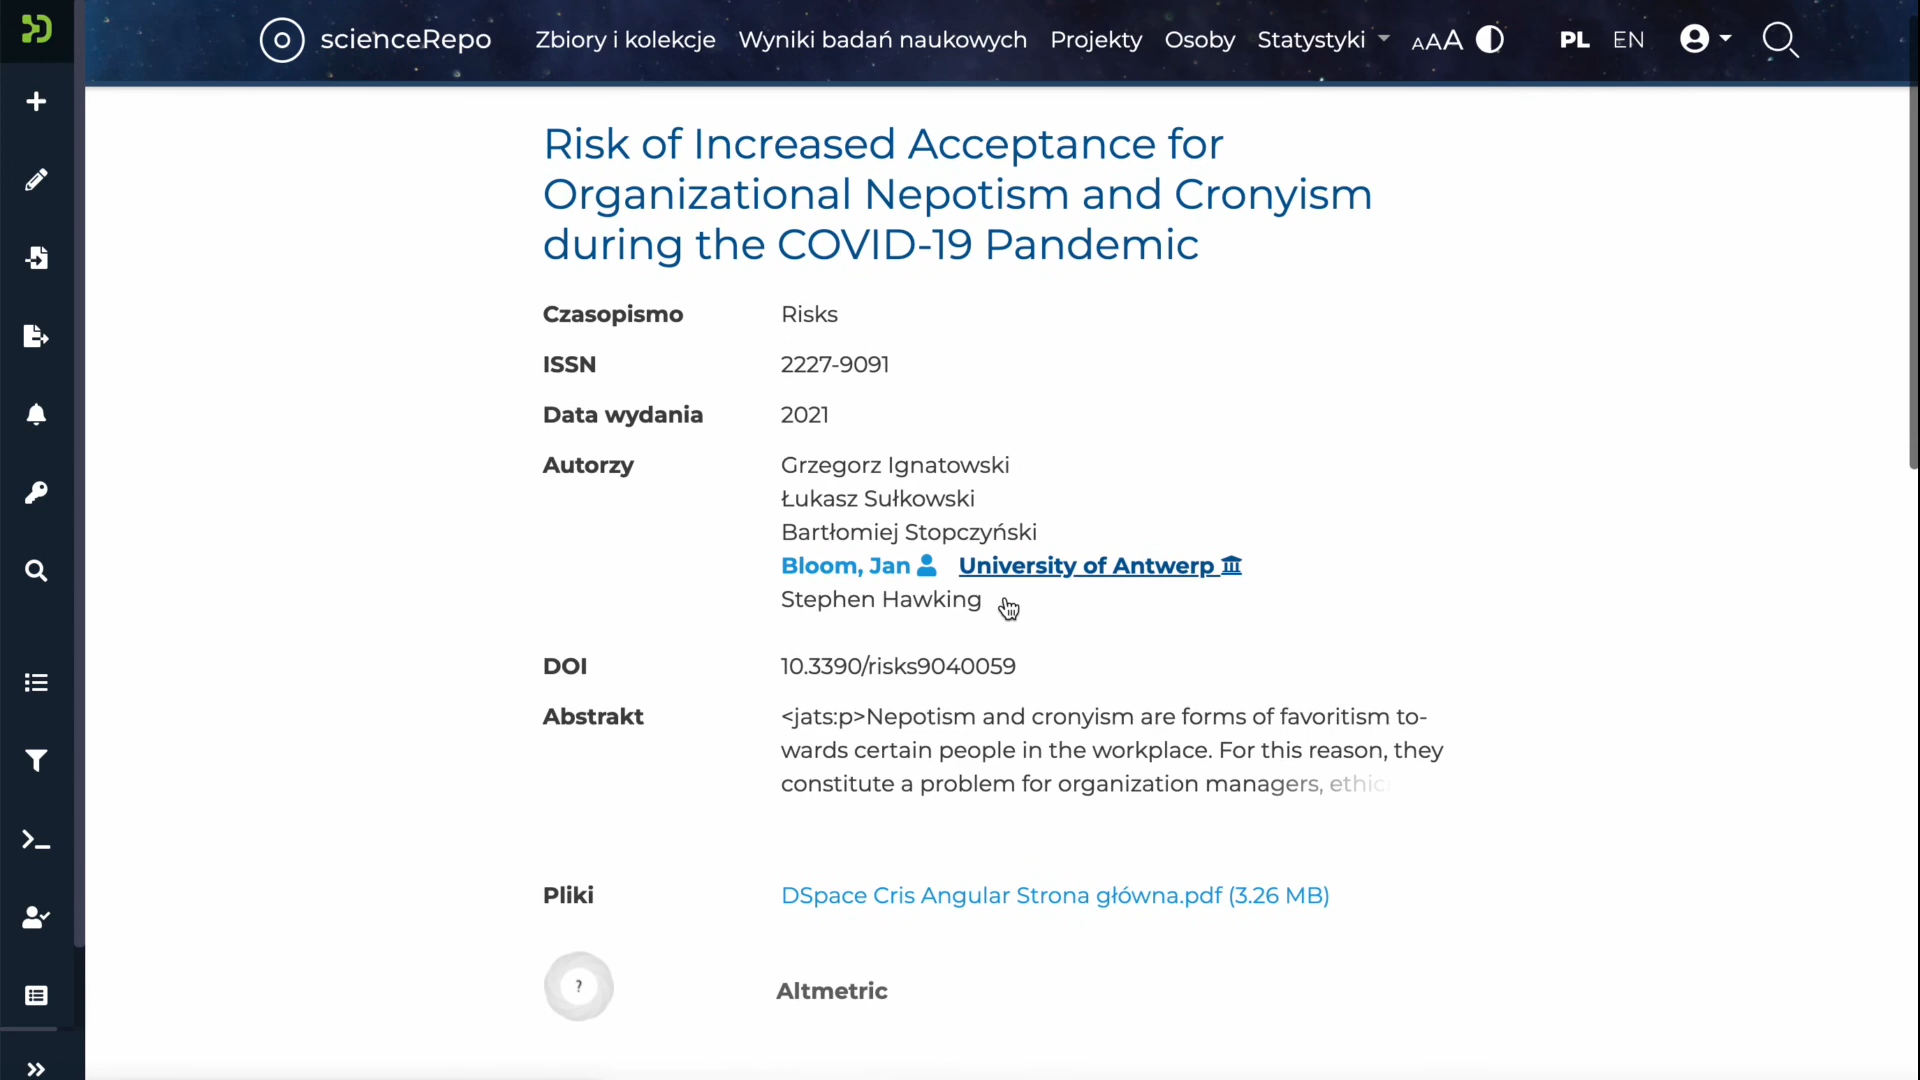 scienceRepo Zbiory i kolekcje Wyniki badań naukowych Projekty Osoby Statystyki AAA PL EN
Risk of Increased Acceptance for
Organizational Nepotism and Cronyism
during the COVID-19 Pandemic
Czasopismo Risks
ISSN 2227-9091
Data wydania 2021
Autorzy Grzegorz Ignatowski
Łukasz Sułkowski
Bartłomiej Stopczyński
Bloom, Jan University of Antwerp
Stephen Hawking
DOI 10.3390/risks9040059
Abstrakt <jats:p>Nepotism and cronyism are forms of favoritism to-
wards certain people in the workplace. For this reason, they
constitute a problem for organization managers, ethic
Pliki DSpace Cris Angular Strona główna.pdf (3.26 MB)
? Altmetric